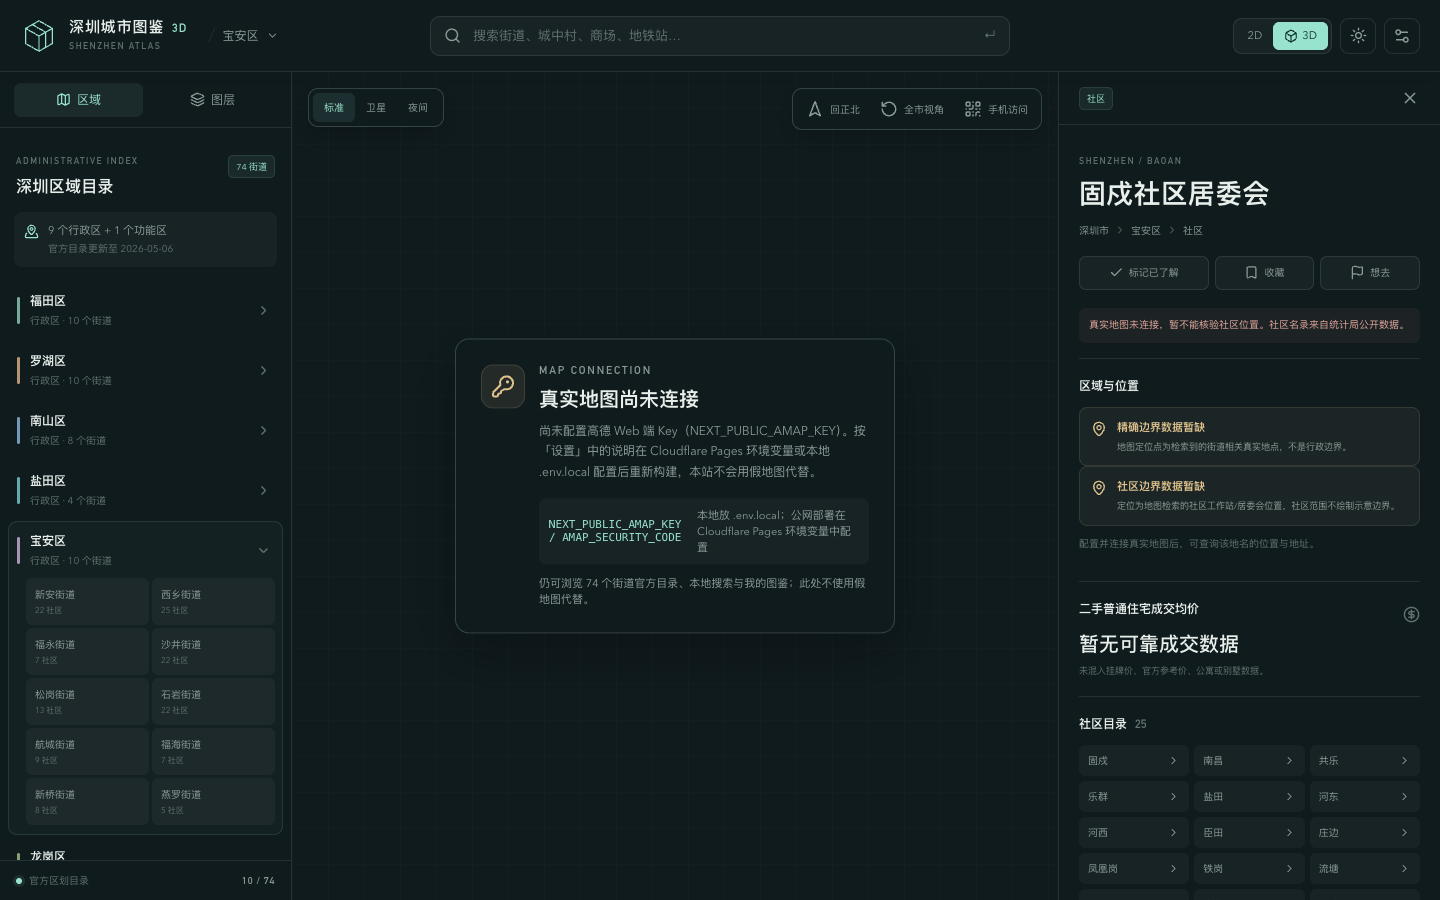 深圳城市图鉴 3D
SHENZHEN ATLAS
宝安区
搜索街道、城中村、商场、地铁站...
2D
3D
区域
图层
ADMINISTRATIVE INDEX
深圳区域目录
74 街道
9 个行政区 + 1 个功能区
官方目录更新至 2026-05-06
福田区
行政区 · 10 个街道
罗湖区
行政区 · 10 个街道
南山区
行政区 · 8 个街道
盐田区
行政区 · 4 个街道
宝安区
行政区 · 10 个街道
新安街道
22 社区
西乡街道
25 社区
福永街道
7 社区
沙井街道
22 社区
松岗街道
13 社区
石岩街道
22 社区
航城街道
9 社区
福海街道
7 社区
新桥街道
8 社区
燕罗街道
5 社区
龙岗区
官方区划目录
10 / 74
标准
卫星
夜间
回正北
全市视角
手机访问
MAP CONNECTION
真实地图尚未连接
尚未配置高德 Web 端 Key（NEXT_PUBLIC_AMAP_KEY）。按
「设置」中的说明在 Cloudflare Pages 环境变量或本地
.env.local 配置后重新构建，本站不会用假地图代替。
NEXT_PUBLIC_AMAP_KEY
/ AMAP_SECURITY_CODE
本地放 .env.local；公网部署在
Cloudflare Pages 环境变量中配
置
仍可浏览 74 个街道官方目录、本地搜索与我的图鉴；此处不使用假
地图代替。
社区
SHENZHEN / BAOAN
固戍社区居委会
深圳市
宝安区
社区
标记已了解
收藏
想去
真实地图未连接，暂不能核验社区位置。社区名录来自统计局公开数据。
区域与位置
精确边界数据暂缺
地图定位点为检索到的街道相关真实地点，不是行政边界。
社区边界数据暂缺
定位为地图检索的社区工作站/居委会位置，社区范围不绘制示意边界。
配置并连接真实地图后，可查询该地名的位置与地址。
二手普通住宅成交均价
暂无可靠成交数据
未混入挂牌价、官方参考价、公寓或别墅数据。
社区目录 25
固戍
南昌
共乐
乐群
盐田
河东
河西
臣田
庄边
凤凰岗
铁岗
流塘